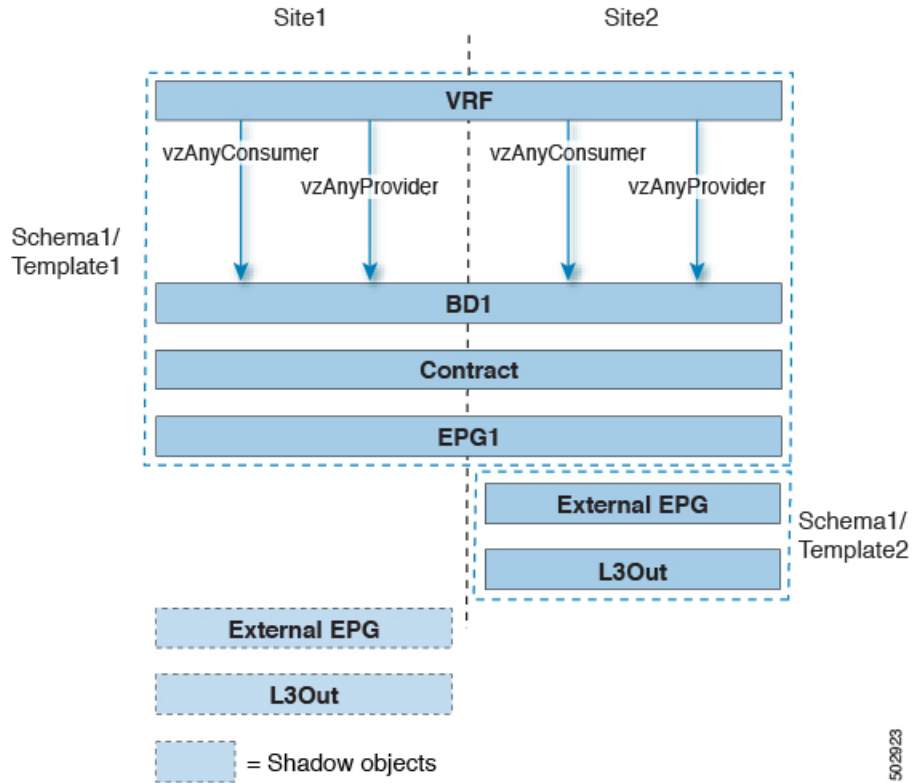 Site1
Site2
VRF
vzAnyConsumer
vzAnyConsumer
vzAnyProvider
vzAnyProvider
Schema1/
Template1
BD1
Contract
EPG1
External EPG
Schema1/
Template2
L3Out
External EPG
L3Out
= Shadow objects
502923